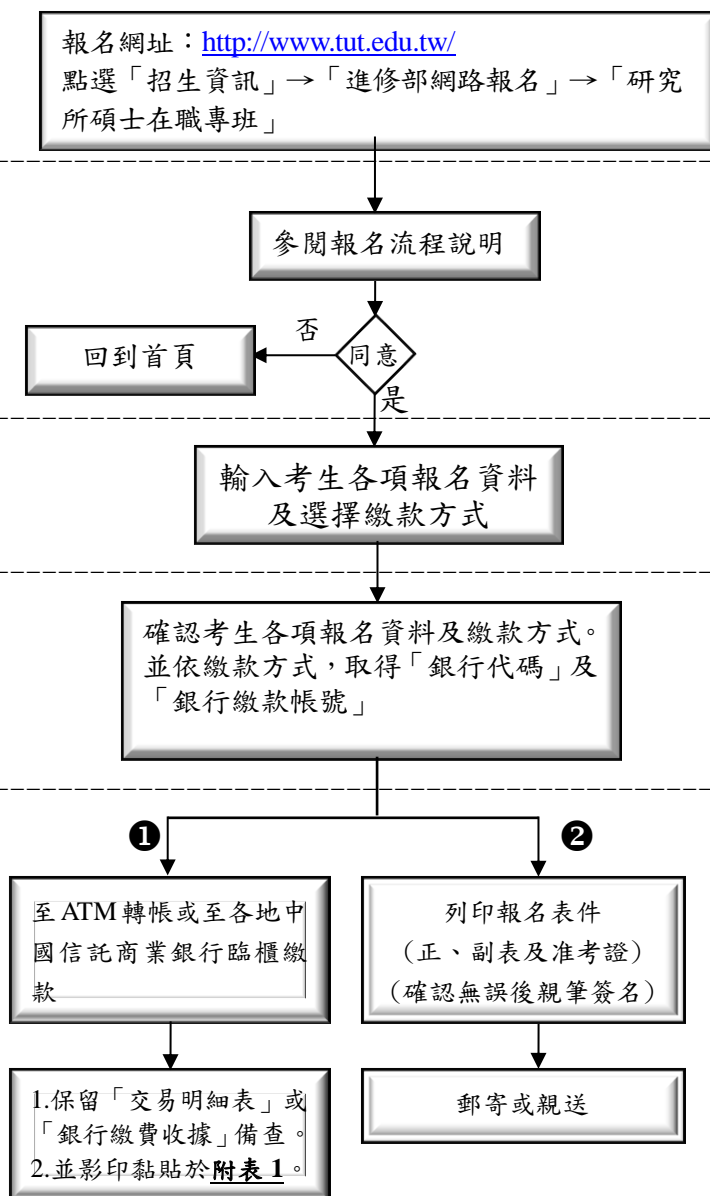 報名網址：http://www.tut.edu.tw/
點選「招生資訊」→「進修部網路報名」→「研究
所碩士在職專班」
參閱報名流程說明
否
回到首頁
同意
是
輸入考生各項報名資料
及選擇繳款方式
確認考生各項報名資料及繳款方式。
並依繳款方式，取得「銀行代碼」及
「銀行繳款帳號」
❶
❷
至 ATM 轉帳或至各地中
國信託商業銀行臨櫃繳
款
列印報名表件
（正、副表及准考證）
（確認無誤後親筆簽名）
1.保留「交易明細表」或
「銀行繳費收據」備查。
2.並影印黏貼於附表 1。
郵寄或親送